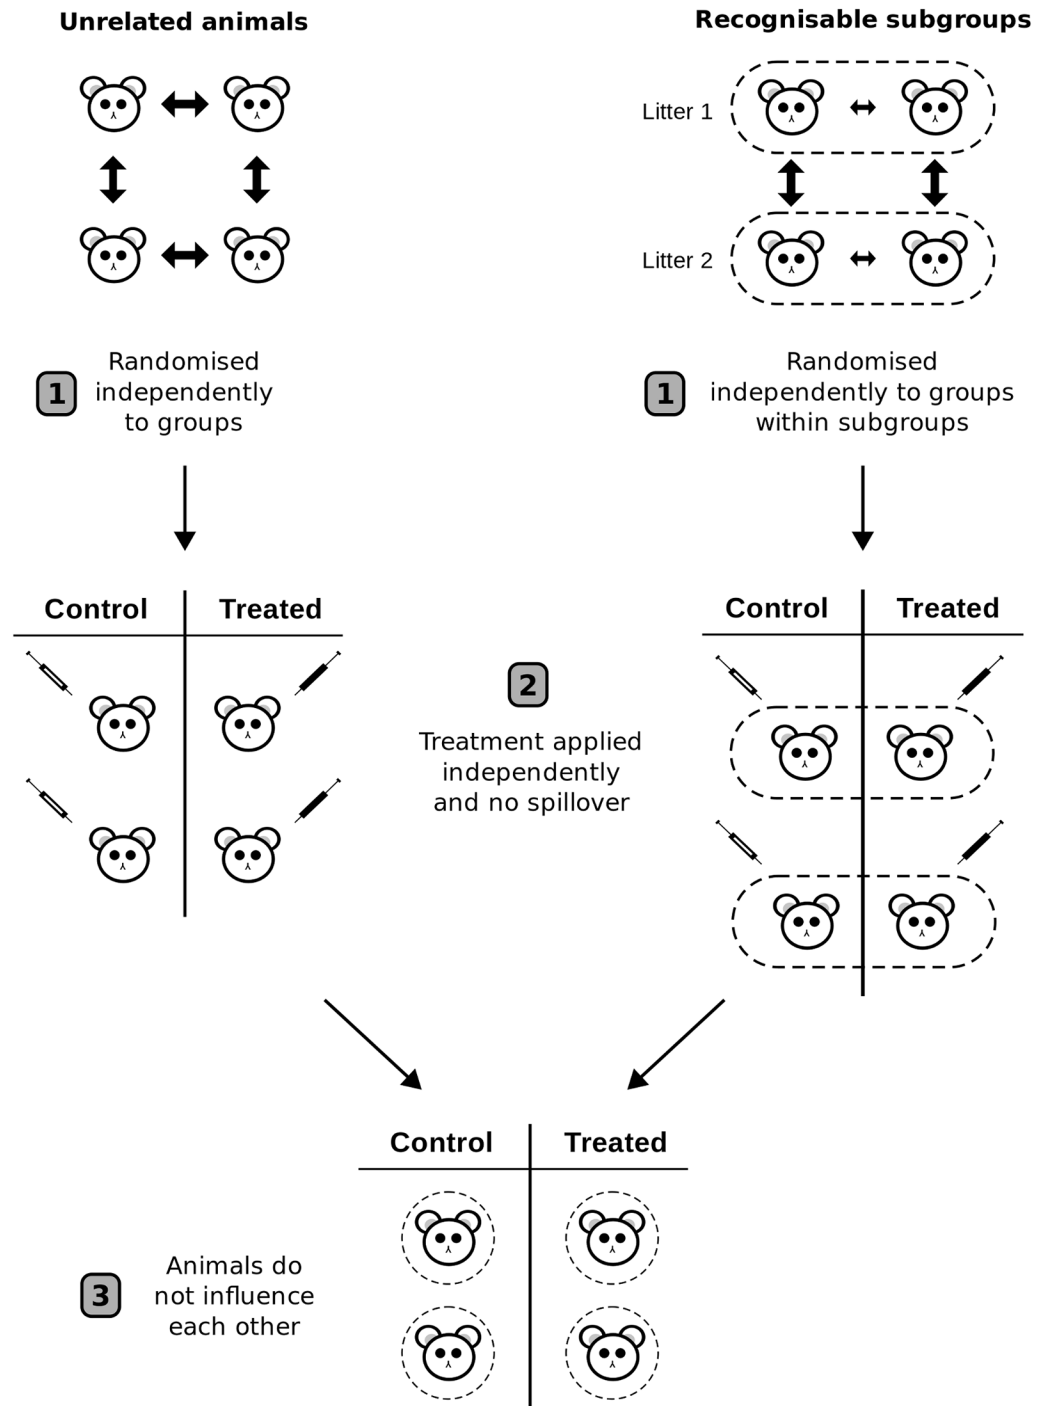 Unrelated animals
Recognisable subgroups
Litter 1
Litter 2
1
Randomised
independently
to groups
1
Randomised
independently to groups
within subgroups
Control
Treated
2
Treatment applied
independently
and no spillover
Control
Treated
Control
Treated
3
Animals do
not influence
each other